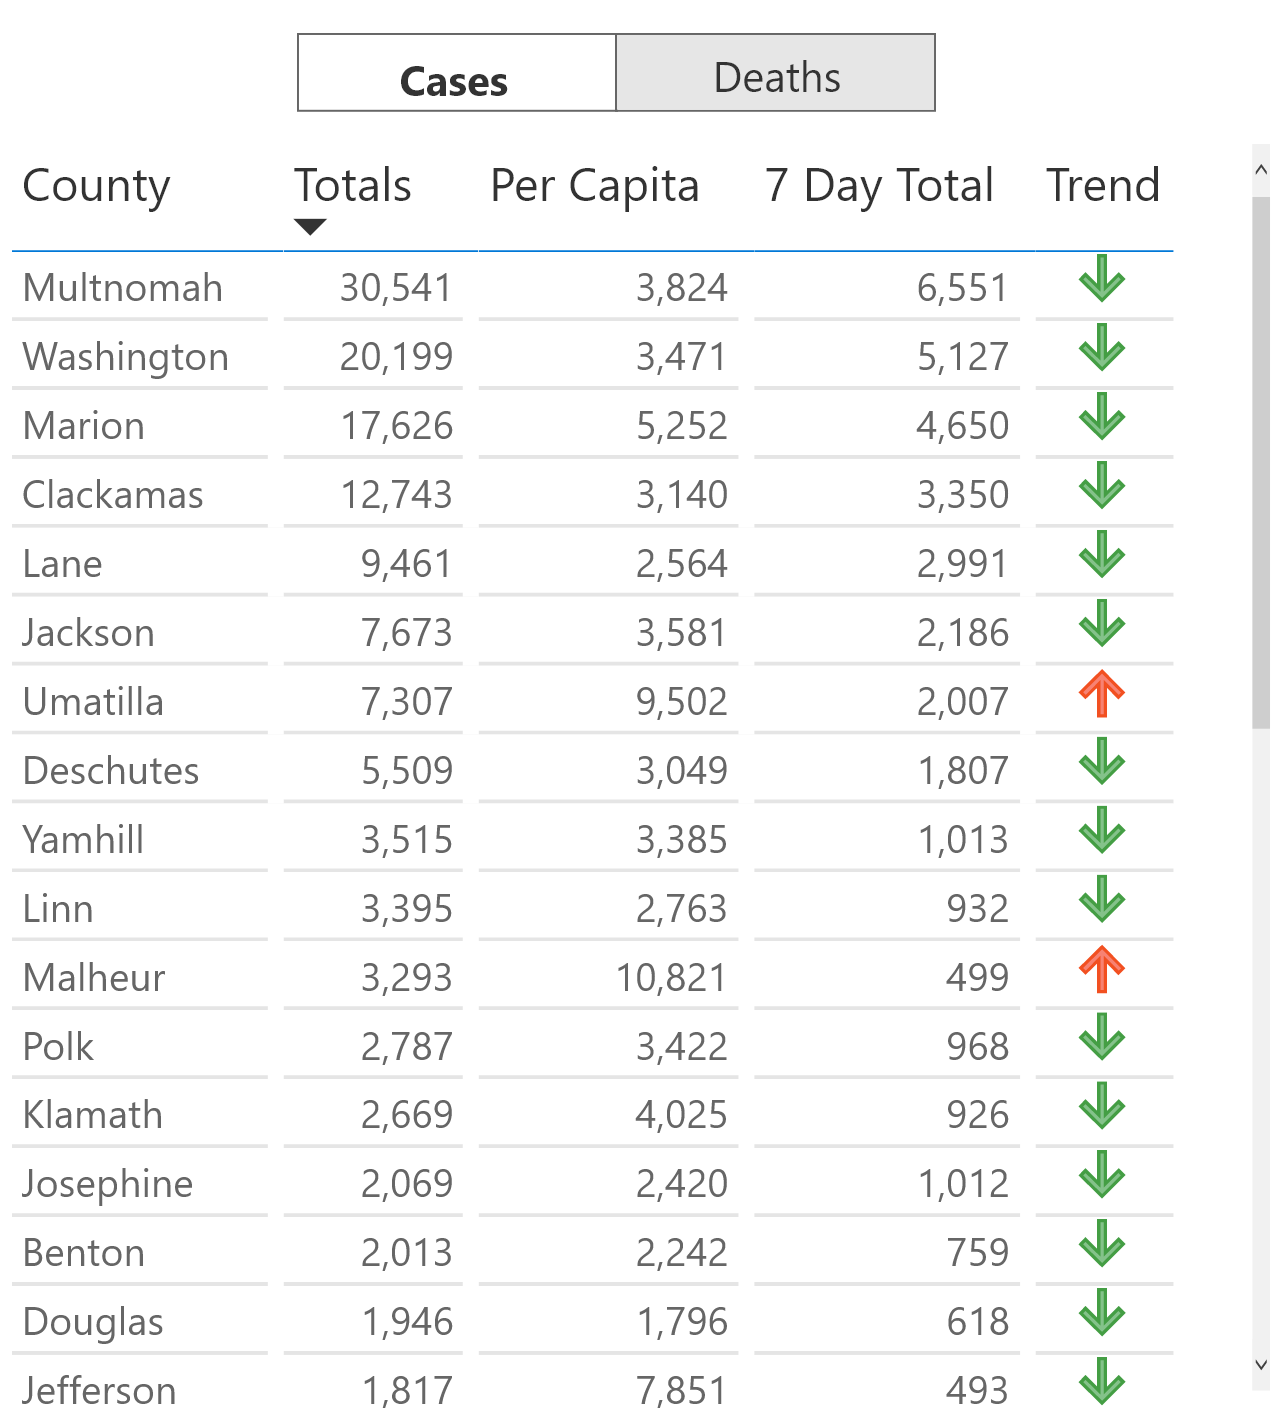 Cases Deaths
County Totals Per Capita 7 Day Total Trend
Multnomah 30,541 3,824 6,551
Washington 20,199 3,471 5,127
Marion 17,626 5,252 4,650
Clackamas 12,743 3,140 3,350
Lane 9,461 2,564 2,991
Jackson 7,673 3,581 2,186
Umatilla 7,307 9,502 2,007
Deschutes 5,509 3,049 1,807
Yamhill 3,515 3,385 1,013
Linn 3,395 2,763 932
Malheur 3,293 10,821 499
Polk 2,787 3,422 968
Klamath 2,669 4,025 926
Josephine 2,069 2,420 1,012
Benton 2,013 2,242 759
Douglas 1,946 1,796 618
Jefferson 1,817 7,851 493